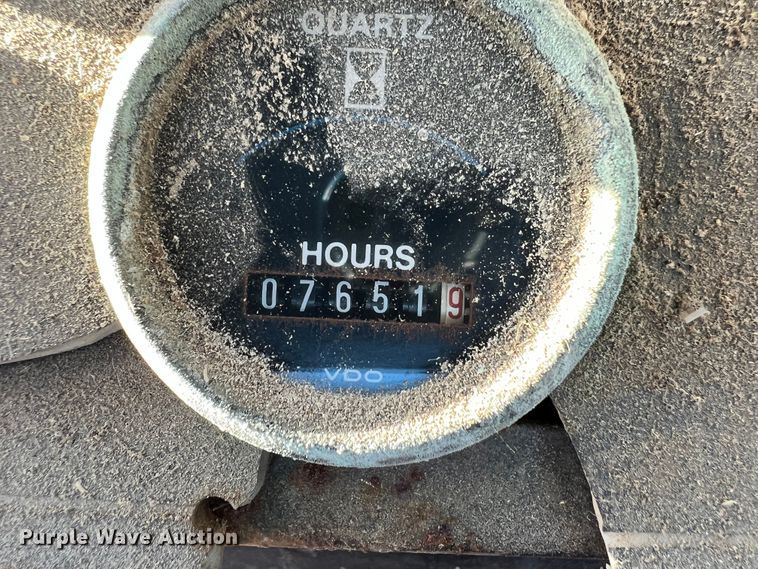 QUARTZ
HOURS
076519
VDO
Purple Wave Auction